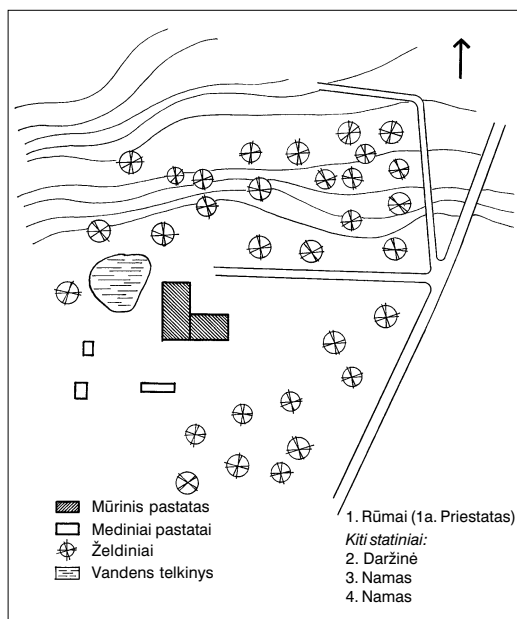 Mūrinis pastatas
Mediniai pastatai
Želdiniai
Vandens telkinys
1. Rūmai (1a. Priestatas)
Kiti statiniai:
2. Daržinė
3. Namas
4. Namas